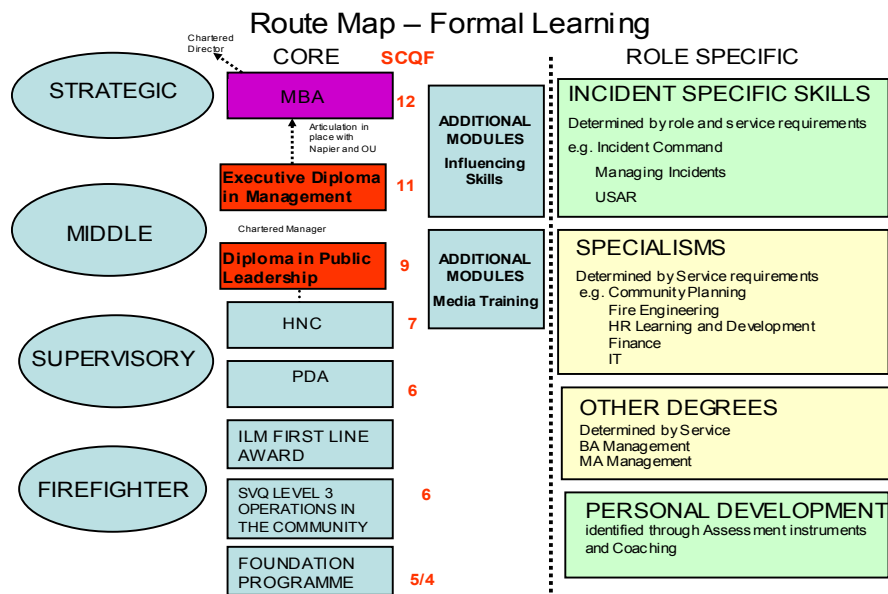 Route Map – Formal Learning
CORE
SCQF
ROLE SPECIFIC
Chartered
Director
STRATEGIC
MBA
12
Articulation in
place with
Napier and OU
Executive Diploma
in Management
11
MIDDLE
Chartered Manager
Diploma in Public
Leadership
9
HNC
7
SUPERVISORY
PDA
6
ILM FIRST LINE
AWARD
FIREFIGHTER
SVQ LEVEL 3
OPERATIONS IN
THE COMMUNITY
6
FOUNDATION
PROGRAMME
5/4
ADDITIONAL
MODULES
Influencing
Skills
ADDITIONAL
MODULES
Media Training
INCIDENT SPECIFIC SKILLS
Determined by role and service requirements
e.g. Incident Command
Managing Incidents
USAR
SPECIALISMS
Determined by Service requirements
e.g. Community Planning
Fire Engineering
HR Learning and Development
Finance
IT
OTHER DEGREES
Determined by Service
BA Management
MA Management
PERSONAL DEVELOPMENT
identified through Assessment instruments
and Coaching